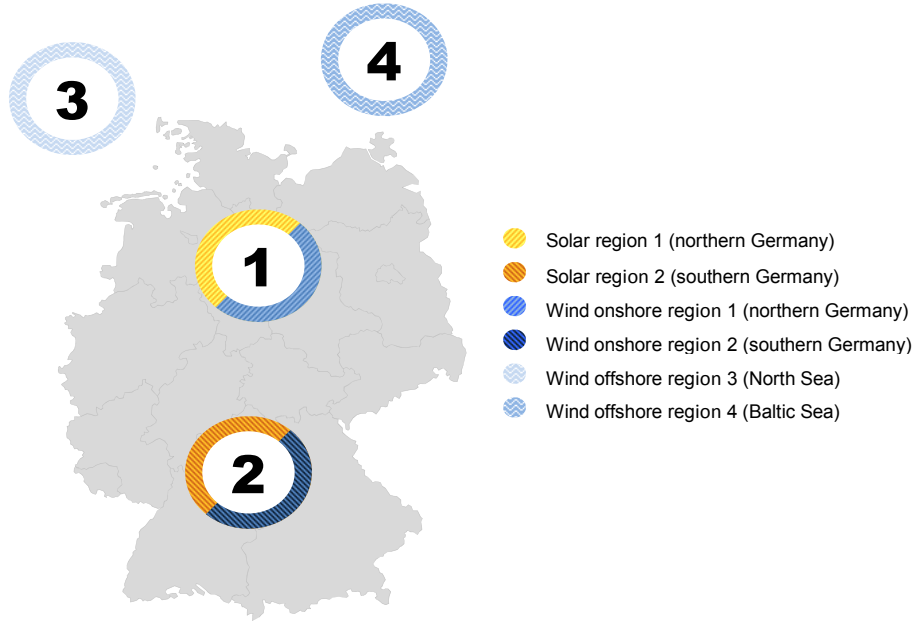 4
3
1
2
Solar region 1 (northern Germany)
Solar region 2 (southern Germany)
Wind onshore region 1 (northern Germany)
Wind onshore region 2 (southern Germany)
Wind offshore region 3 (North Sea)
Wind offshore region 4 (Baltic Sea)